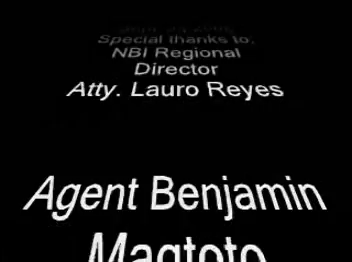 Special thanks to,
NBI Regional
Director
Atty. Lauro Reyes
Agent Benjamin
Magtoto